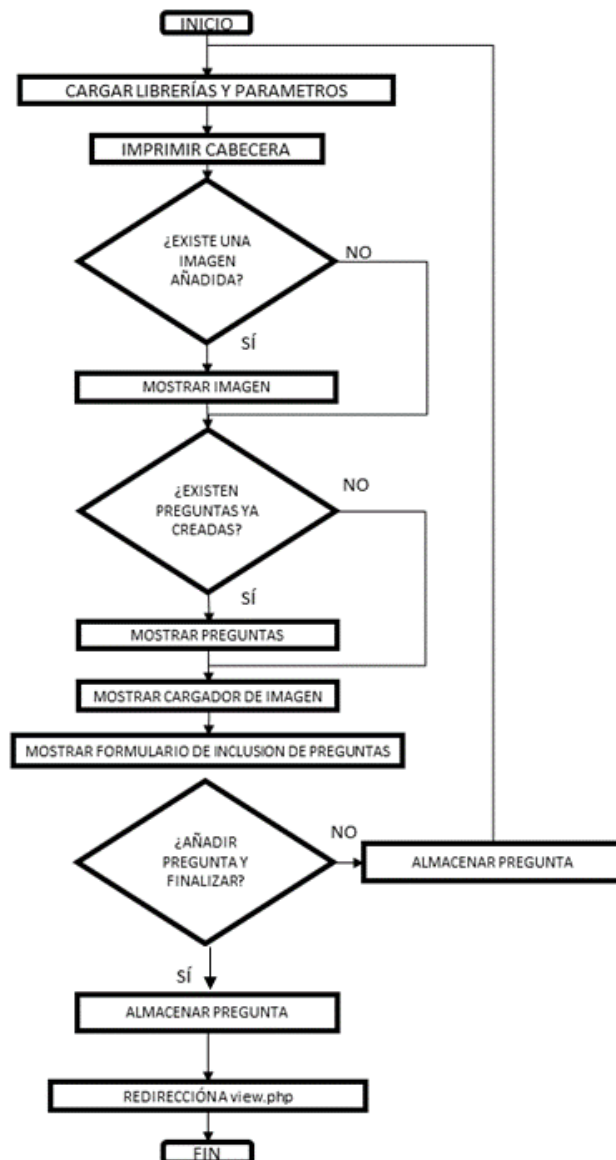 INICIO
CARGAR LIBRERÍAS Y PARAMETROS
IMPRIMIR CABECERA
¿EXISTE UNA
IMAGEN
AÑADIDA?
NO
SÍ
MOSTRAR IMAGEN
¿EXISTEN
PREGUNTAS YA
CREADAS?
NO
SÍ
MOSTRAR PREGUNTAS
MOSTRAR CARGADOR DE IMAGEN
MOSTRAR FORMULARIO DE INCLUSION DE PREGUNTAS
¿AÑADIR
PREGUNTA Y
FINALIZAR?
NO
ALMACENAR PREGUNTA
SÍ
ALMACENAR PREGUNTA
REDIRECCIÓNA view.php
FIN